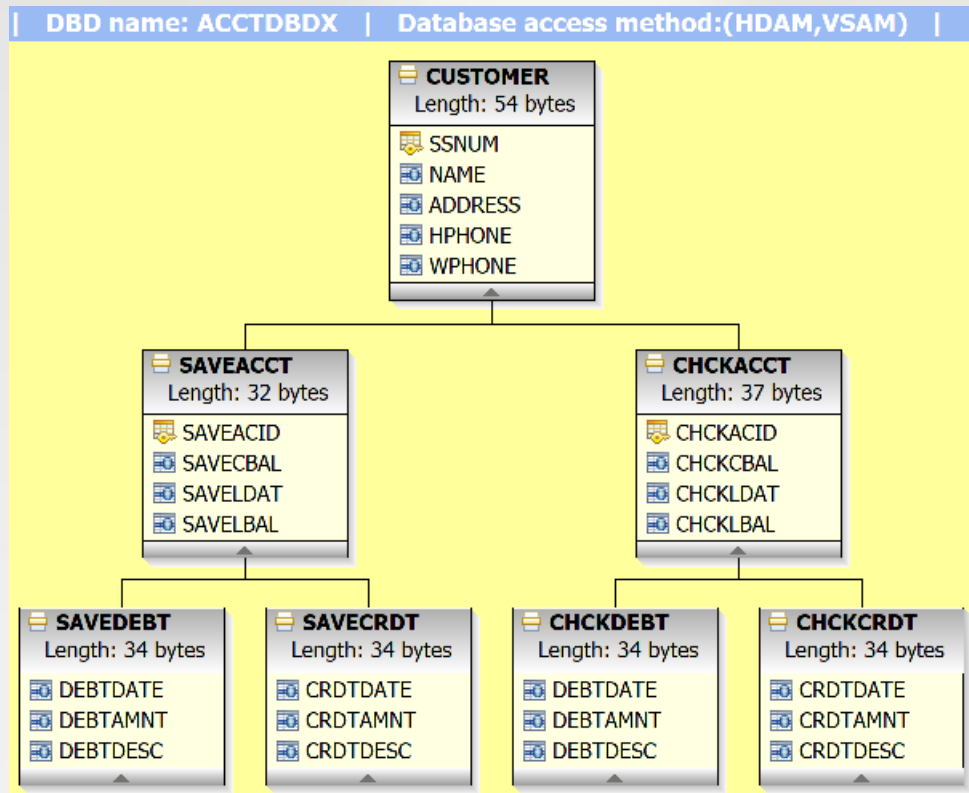 | DBD name: ACCTDBDX | Database access method:(HDAM,VSAM) |
CUSTOMER
Length: 54 bytes
SSNUM
NAME
ADDRESS
HPHONE
WPHONE
SAVEACCT
Length: 32 bytes
SAVEACID
SAVECBAL
SAVELDAT
SAVELBAL
CHCKACCT
Length: 37 bytes
CHCKACID
CHCKCBAL
CHCKLDAT
CHCKLBAL
SAVEDEBT
Length: 34 bytes
DEBTDATE
DEBTAMNT
DEBTDESC
SAVECRDT
Length: 34 bytes
CRDTDATE
CRDTAMNT
CRDTDESC
CHCKDEBT
Length: 34 bytes
DEBTDATE
DEBTAMNT
DEBTDESC
CHCKCRDT
Length: 34 bytes
CRDTDATE
CRDTAMNT
CRDTDESC